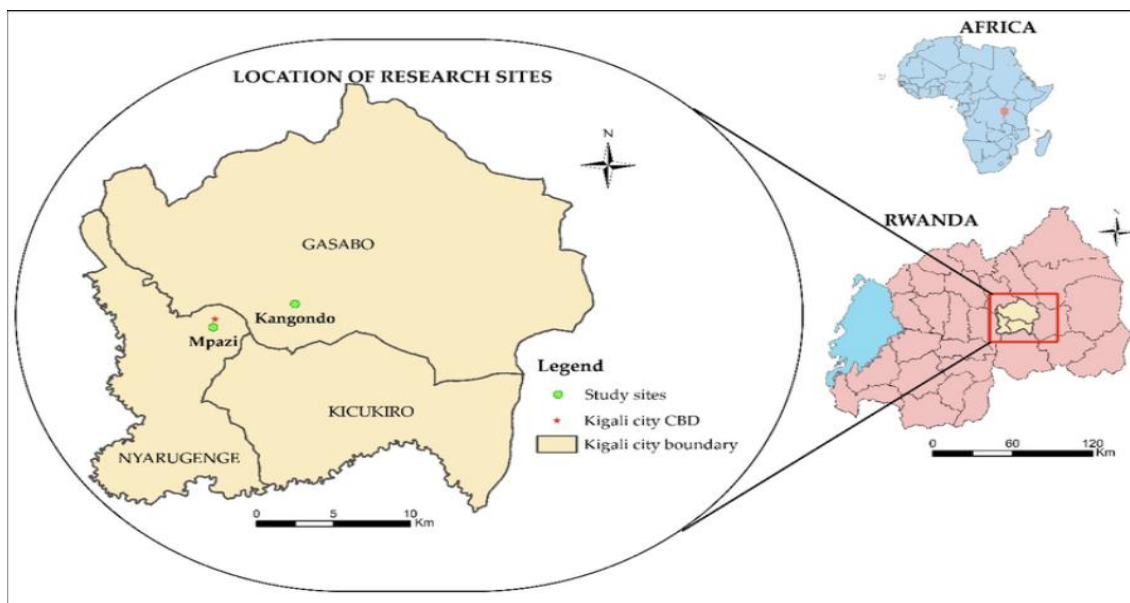 LOCATION OF RESEARCH SITES
N
GASABO
Kangondo
Mpazi
KICUKIRO
NYARUGENGE
Legend
Study sites
Kigali city CBD
Kigali city boundary
0 5 10
Km
AFRICA
RWANDA
0 60 120
Km